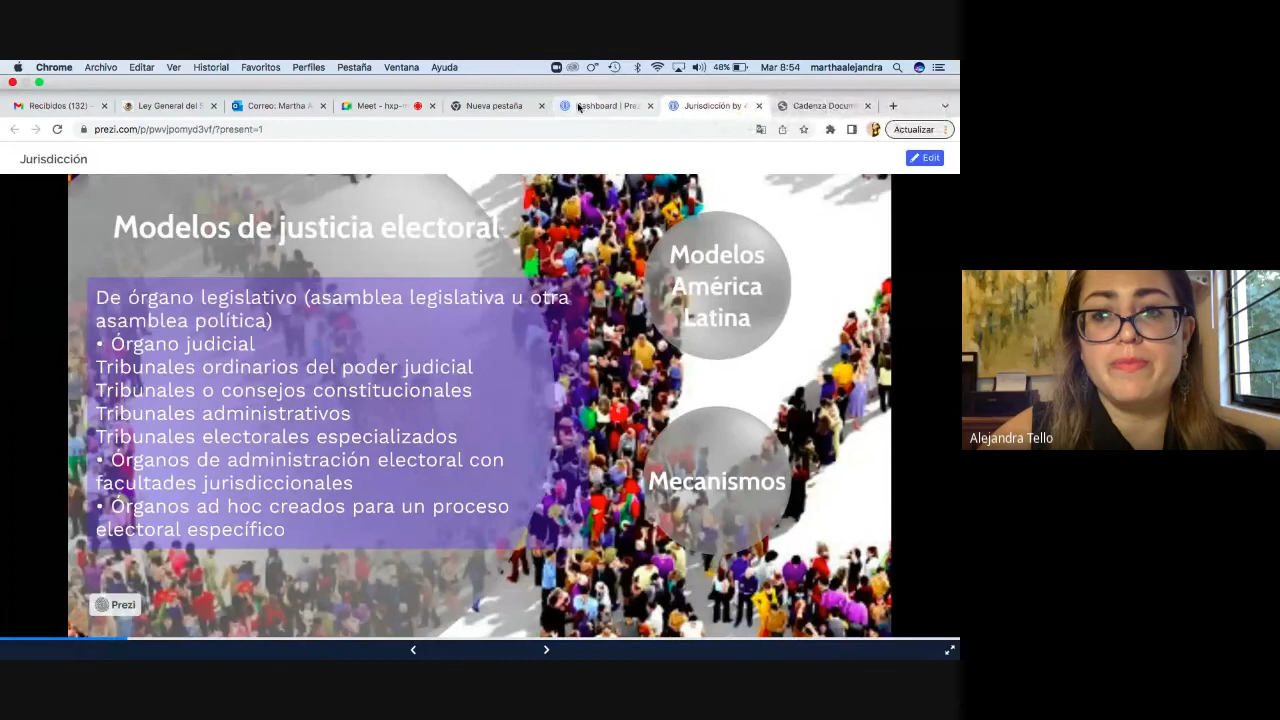 Chrome Archivo Editar Ver Historial Favoritos Perfiles Pestaña Ventana Ayuda 48% Mar 8:54 marthaalejandra
Recibidos (132) Ley General del Correo: Martha A Meet - hxp-m Nueva pestaña Dashboard | Prez Jurisdicción by Cadenza Docum
prezi.com/p/pwvjpomyd3vf/?present=1 Actualizar
Jurisdicción Edit
Modelos de justicia electoral
De órgano legislativo (asamblea legislativa u otra
asamblea política)
• Órgano judicial
Tribunales ordinarios del poder judicial
Tribunales o consejos constitucionales
Tribunales administrativos
Tribunales electorales especializados
• Órganos de administración electoral con
facultades jurisdiccionales
• Órganos ad hoc creados para un proceso
electoral específico
Modelos
América
Latina
Mecanismos
Prezi
Alejandra Tello